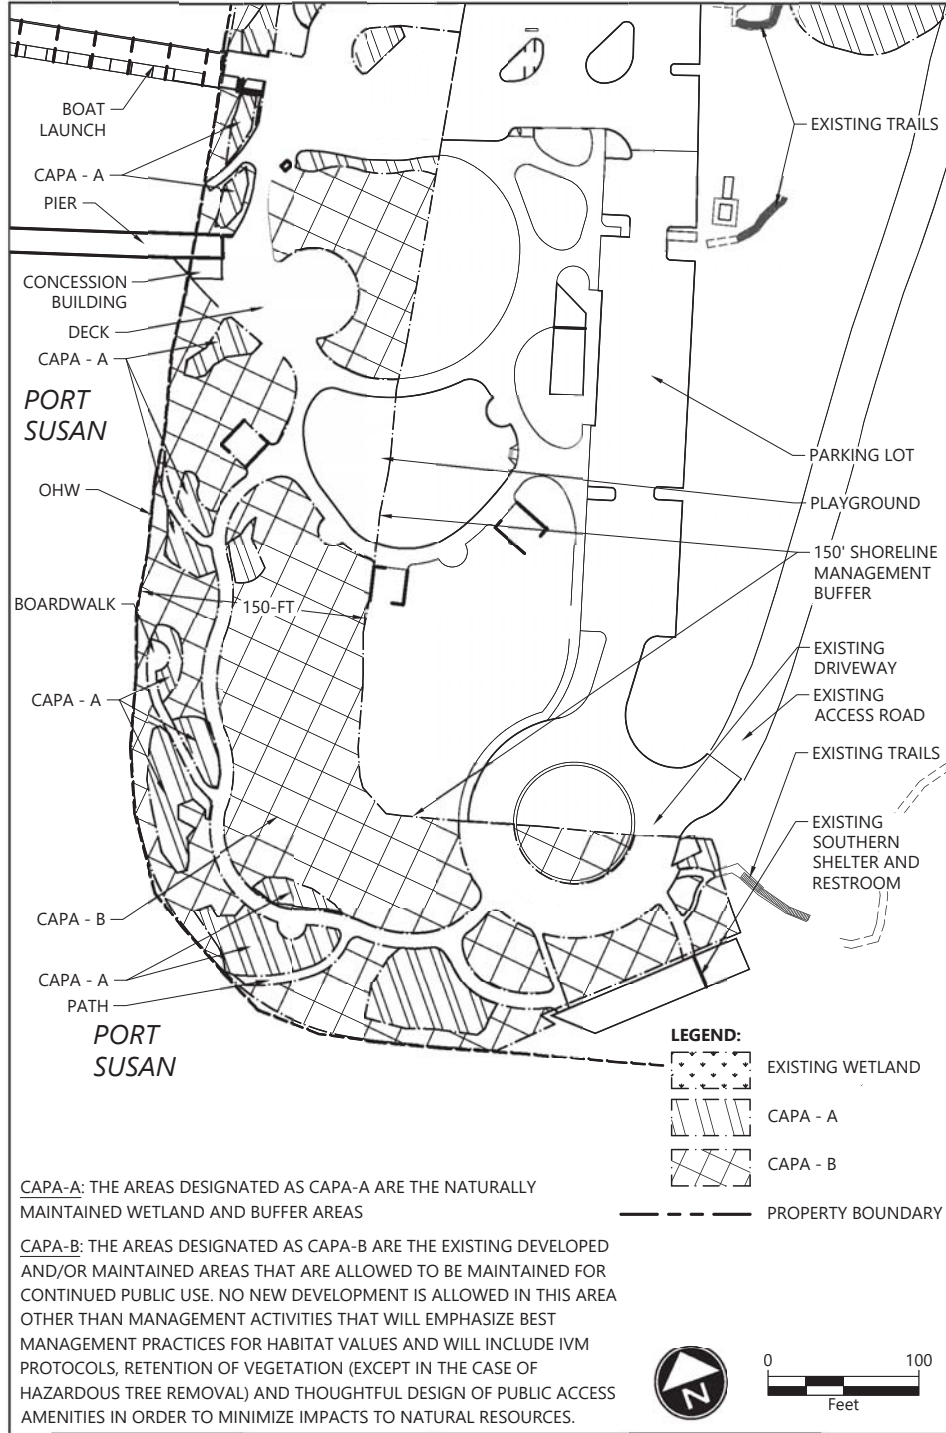 BOAT
LAUNCH
CAPA - A
PIER
CONCESSION
BUILDING
DECK
CAPA - A
PORT
SUSAN
OHW
BOARDWALK
150-FT
CAPA - A
CAPA - B
CAPA - A
PATH
PORT
SUSAN
EXISTING TRAILS
PARKING LOT
PLAYGROUND
150' SHORELINE
MANAGEMENT
BUFFER
EXISTING
DRIVEWAY
EXISTING
ACCESS ROAD
EXISTING TRAILS
EXISTING
SOUTHERN
SHELTER AND
RESTROOM
LEGEND:
EXISTING WETLAND
CAPA - A
CAPA - B
PROPERTY BOUNDARY
CAPA-A: THE AREAS DESIGNATED AS CAPA-A ARE THE NATURALLY
MAINTAINED WETLAND AND BUFFER AREAS
CAPA-B: THE AREAS DESIGNATED AS CAPA-B ARE THE EXISTING DEVELOPED
AND/OR MAINTAINED AREAS THAT ARE ALLOWED TO BE MAINTAINED FOR
CONTINUED PUBLIC USE. NO NEW DEVELOPMENT IS ALLOWED IN THIS AREA
OTHER THAN MANAGEMENT ACTIVITIES THAT WILL EMPHASIZE BEST
MANAGEMENT PRACTICES FOR HABITAT VALUES AND WILL INCLUDE IVM
PROTOCOLS, RETENTION OF VEGETATION (EXCEPT IN THE CASE OF
HAZARDOUS TREE REMOVAL) AND THOUGHTFUL DESIGN OF PUBLIC ACCESS
AMENITIES IN ORDER TO MINIMIZE IMPACTS TO NATURAL RESOURCES.
N
0 100
Feet